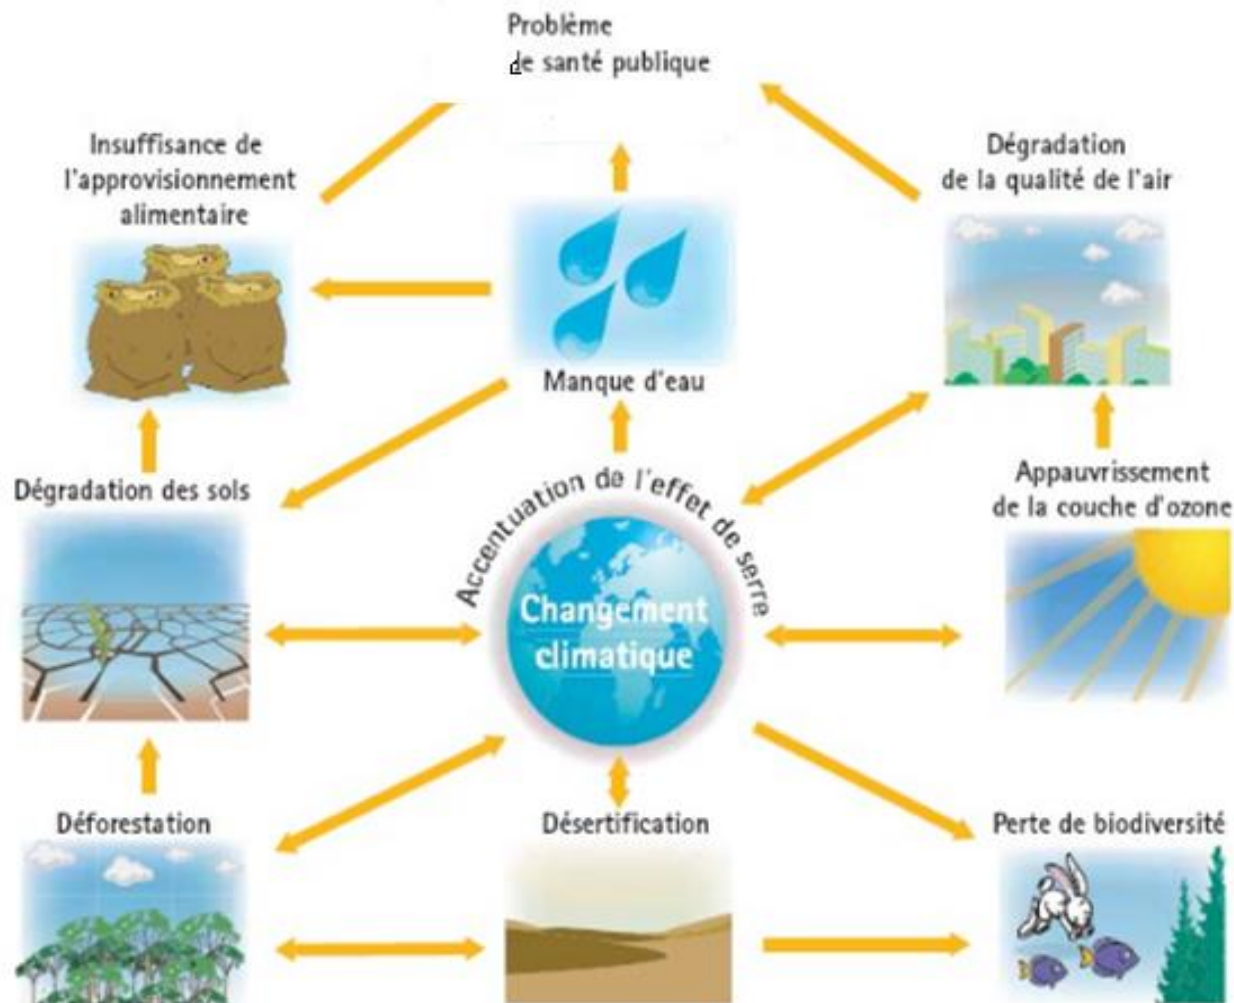 Problème
de santé publique
Insuffisance de
l'approvisionnement
alimentaire
Dégradation
de la qualité de l'air
Manque d'eau
Dégradation des sols
Accentuation de l'effet de serre
Appauvrissement
de la couche d'ozone
Changement
climatique
Déforestation
Désertification
Perte de biodiversité